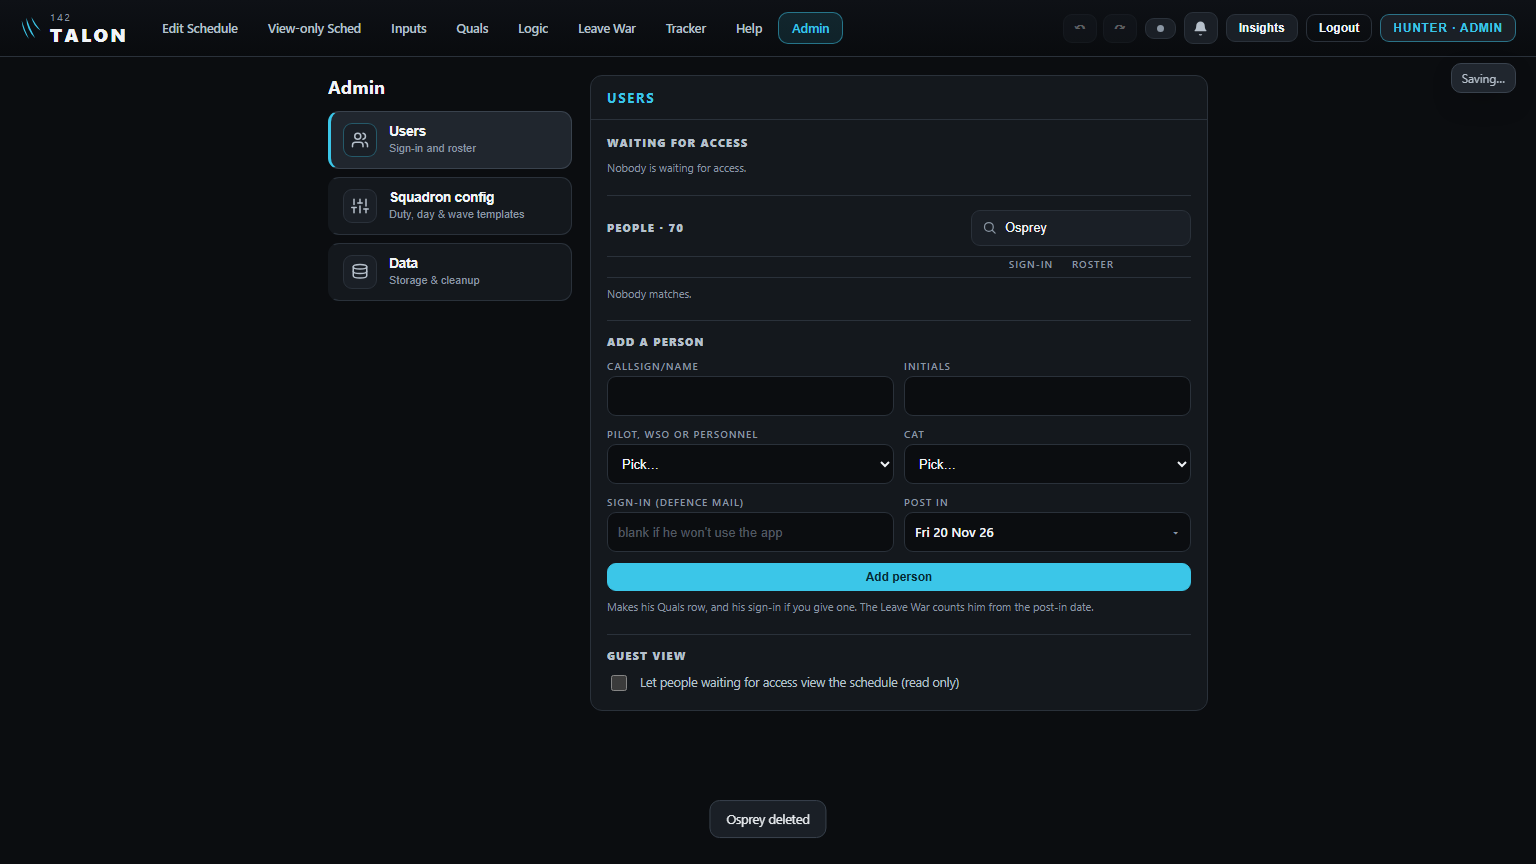 142
TALON
Edit Schedule
View-only Sched
Inputs
Quals
Logic
Leave War
Tracker
Help
Admin
Insights
Logout
HUNTER · ADMIN
Saving...
Admin
Users
Sign-in and roster
Squadron config
Duty, day & wave templates
Data
Storage & cleanup
USERS
WAITING FOR ACCESS
Nobody is waiting for access.
PEOPLE · 70
Osprey
SIGN-IN ROSTER
Nobody matches.
ADD A PERSON
CALLSIGN/NAME INITIALS
PILOT, WSO OR PERSONNEL CAT
Pick... Pick...
SIGN-IN (DEFENCE MAIL) POST IN
blank if he won't use the app Fri 20 Nov 26
Add person
Makes his Quals row, and his sign-in if you give one. The Leave War counts him from the post-in date.
GUEST VIEW
Let people waiting for access view the schedule (read only)
Osprey deleted